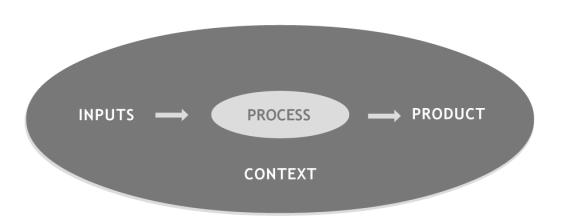 INPUTS PROCESS PRODUCT
CONTEXT